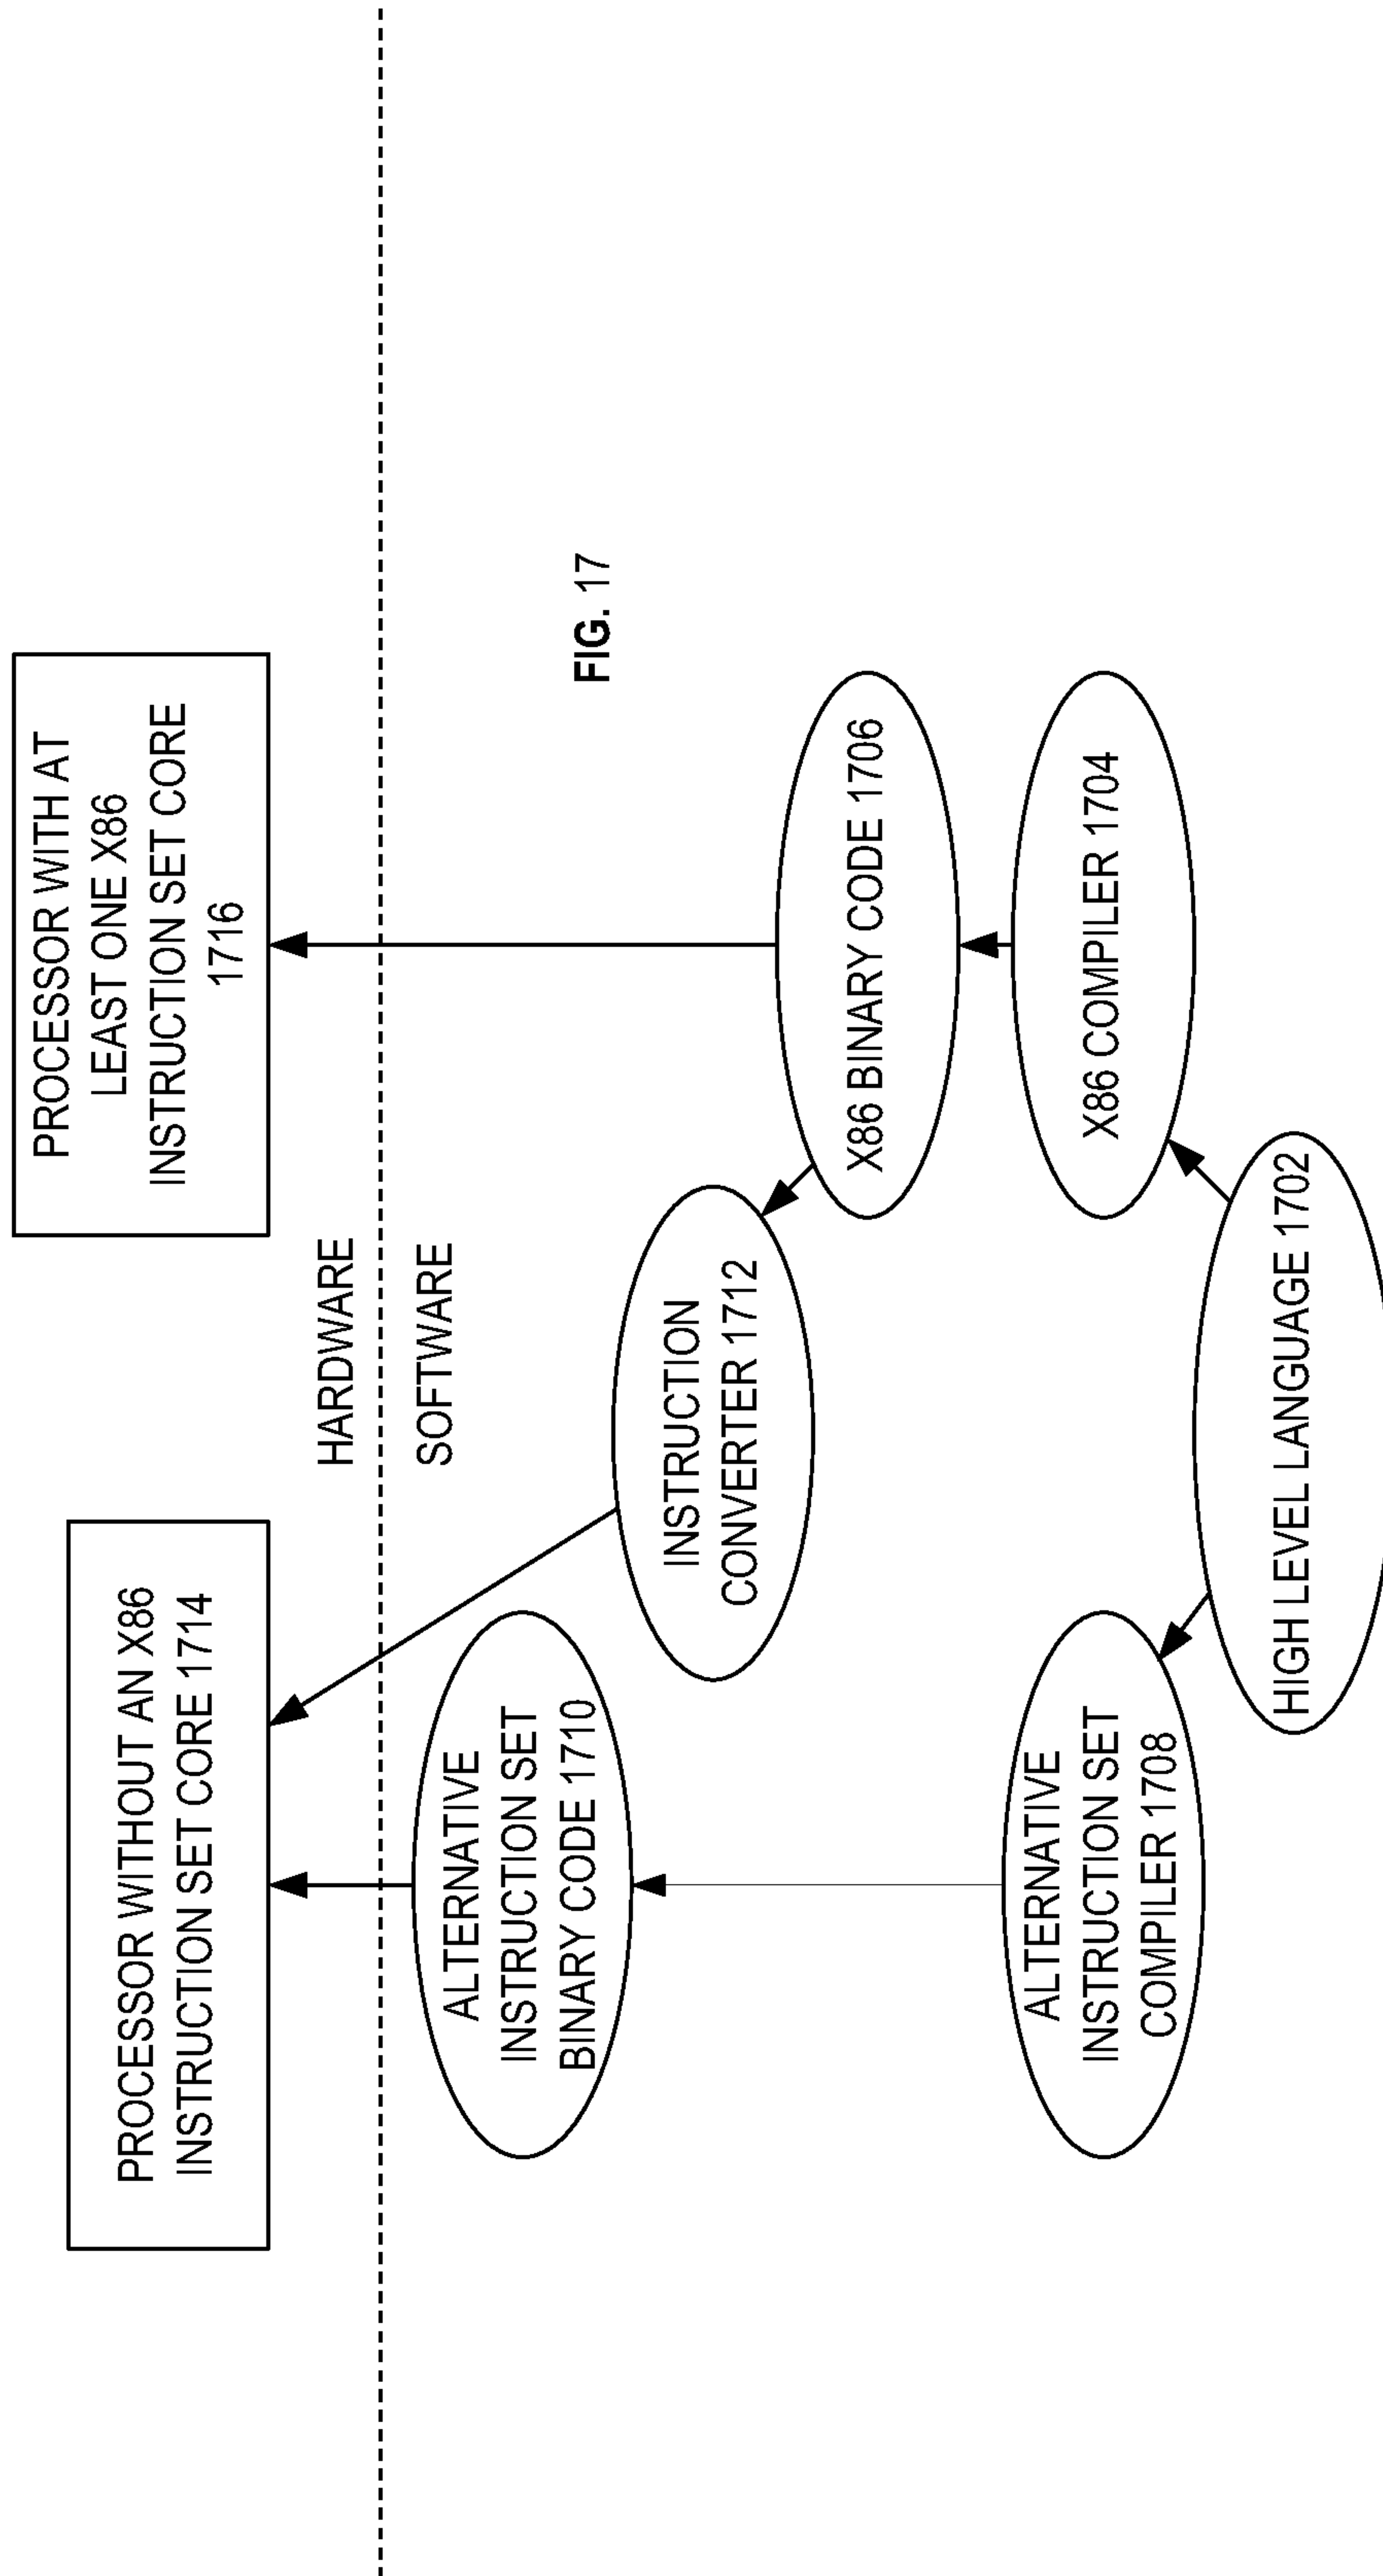 PROCESSOR WITHOUT AN X86
INSTRUCTION SET CORE 1714
PROCESSOR WITH AT
LEAST ONE X86
INSTRUCTION SET CORE
1716
HARDWARE
SOFTWARE
ALTERNATIVE
INSTRUCTION SET
BINARY CODE 1710
INSTRUCTION
CONVERTER 1712
FIG. 17
X86 BINARY CODE 1706
ALTERNATIVE
INSTRUCTION SET
COMPILER 1708
X86 COMPILER 1704
HIGH LEVEL LANGUAGE 1702